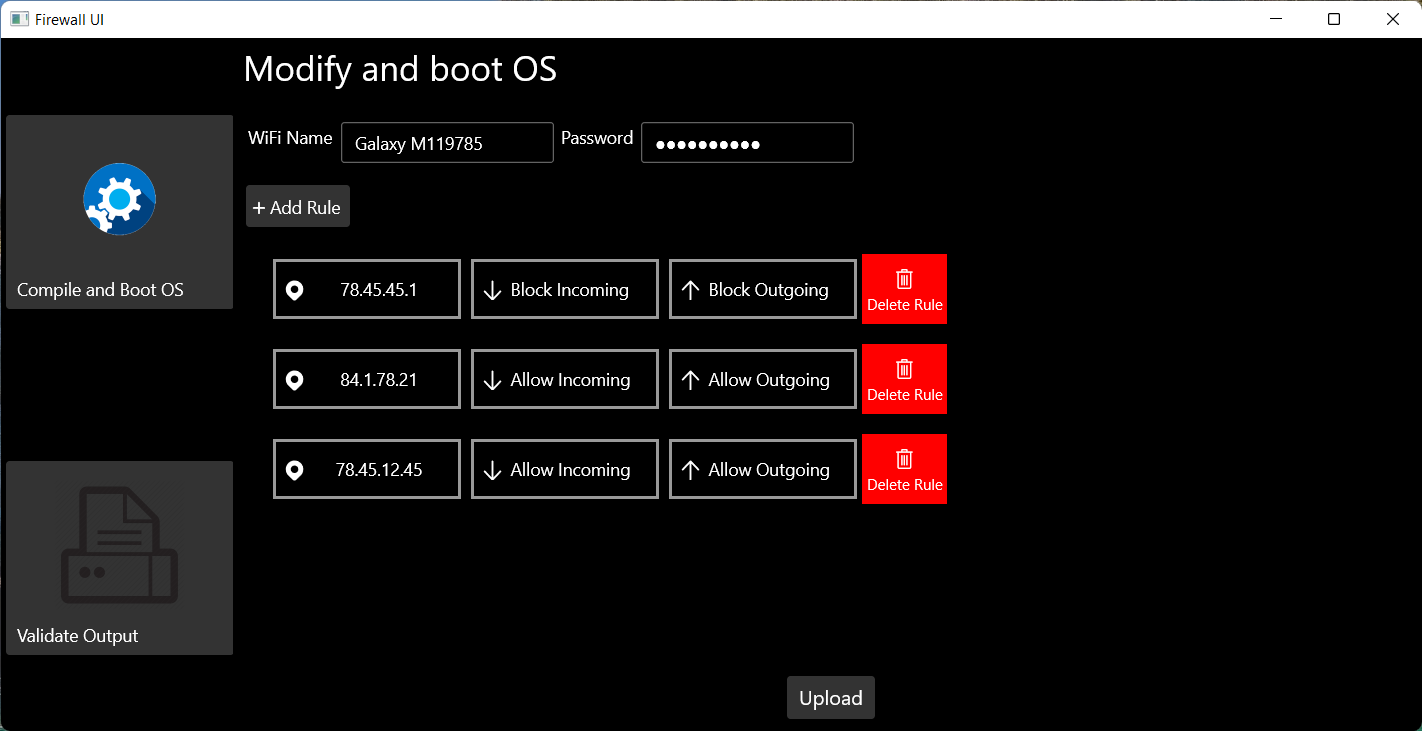 Firewall UI
Modify and boot OS
WiFi Name Galaxy M119785 Password ●●●●●●●●●●
+ Add Rule
78.45.45.1 Block Incoming Block Outgoing Delete Rule
Compile and Boot OS
84.1.78.21 Allow Incoming Allow Outgoing Delete Rule
78.45.12.45 Allow Incoming Allow Outgoing Delete Rule
Validate Output
Upload